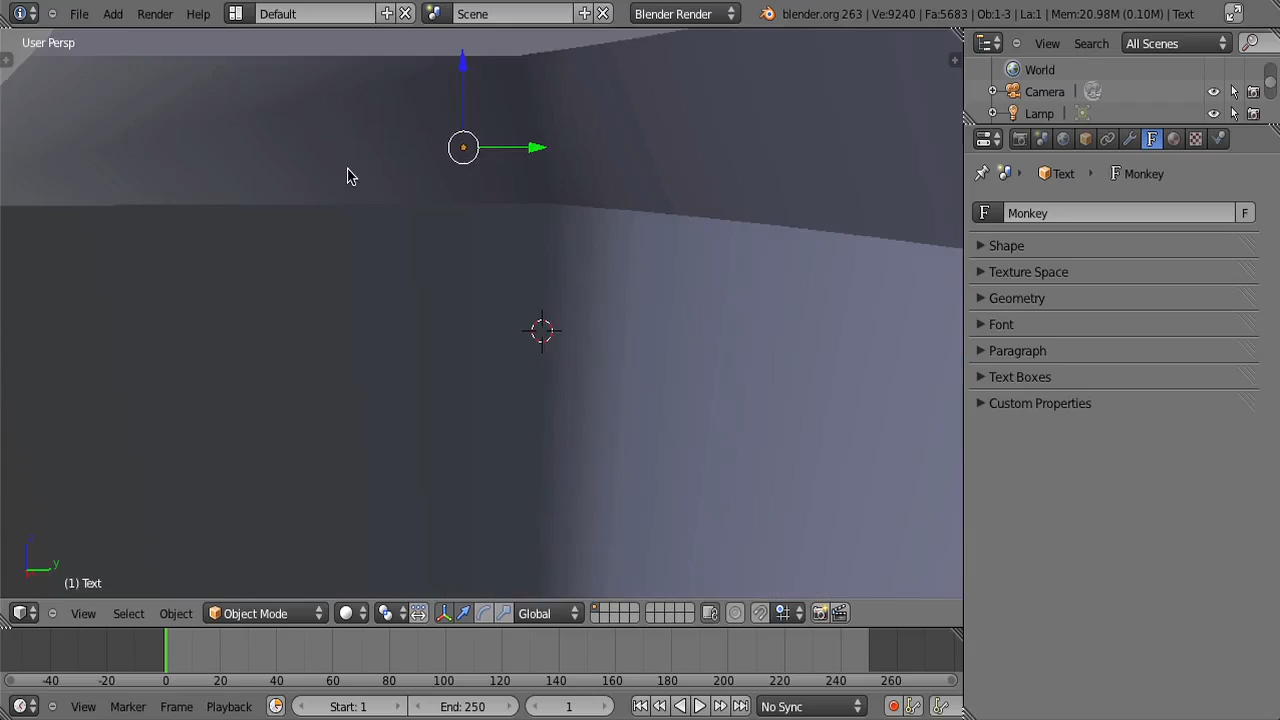 File Add Render Help Default Scene Blender Render blender.org 263 | Ve:9240 | Fa:5683 | Ob:1-3 | La:1 | Mem:20.98M (0.10M) | Text
User Persp
View Search All Scenes
World
Camera
Lamp
Text Monkey
Monkey F
Shape
Texture Space
Geometry
Font
Paragraph
Text Boxes
Custom Properties
z
y
(1) Text
View Select Object Object Mode Global
-40 -20 0 20 40 60 80 100 120 140 160 180 200 220 240 260
View Marker Frame Playback Start: 1 End: 250 1 No Sync